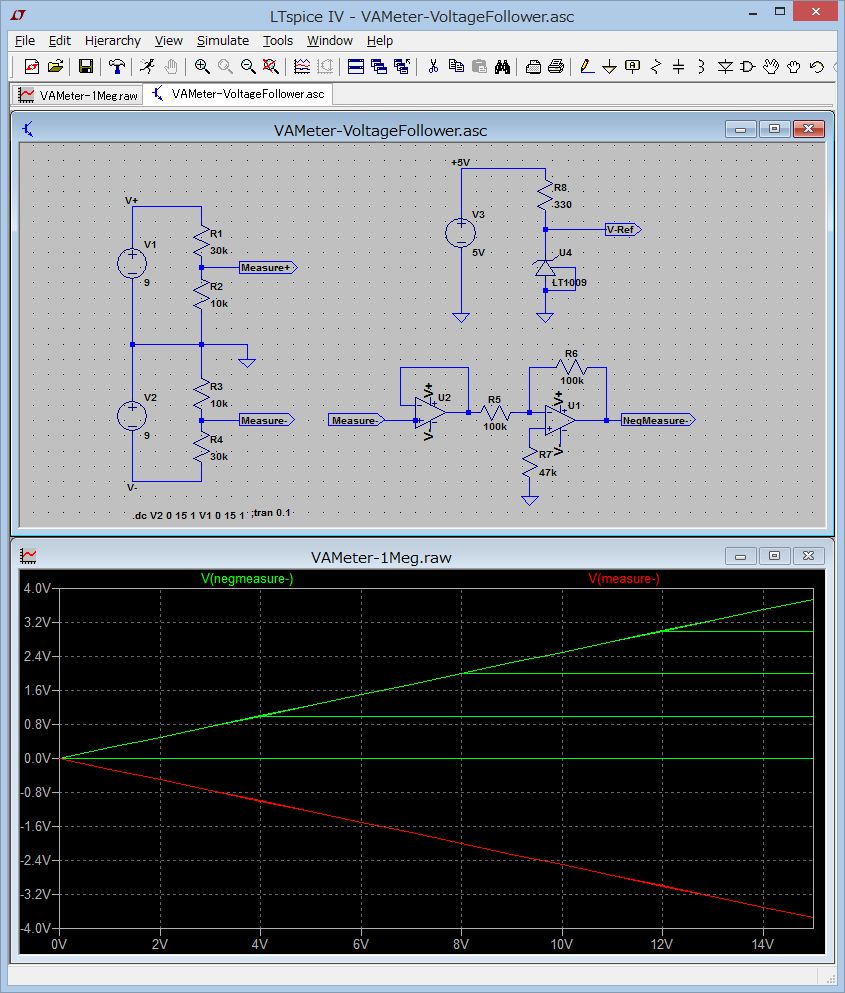 LTspice IV - VAMeter-VoltageFollower.asc
File Edit Hierarchy View Simulate Tools Window Help
VAMeter-1Meg.raw VAMeter-VoltageFollower.asc
VAMeter-VoltageFollower.asc
+5V
V+
R1
30k
V1
9
Measure+
R2
10k
V3
5V
R8
330
V-Ref
U4
LT1009
R3
10k
V2
9
Measure-
R4
30k
V-
Measure-
V+
U2
V-
R5
100k
R6
100k
V+
U1
V-
R7
47k
NegMeasure-
.dc V2 0 15 1 V1 0 15 1 ;tran 0.1
VAMeter-1Meg.raw
V(negmeasure-) V(measure-)
4.0V
3.2V
2.4V
1.6V
0.8V
0.0V
-0.8V
-1.6V
-2.4V
-3.2V
-4.0V
0V 2V 4V 6V 8V 10V 12V 14V